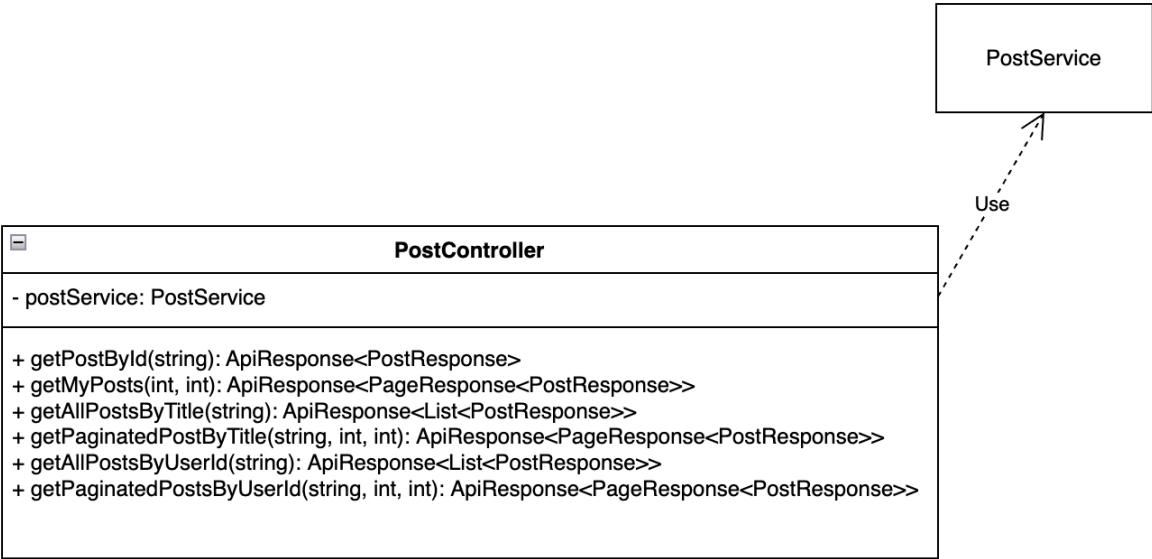 PostService
Use
PostController
- postService: PostService
+ getPostById(string): ApiResponse<PostResponse>
+ getMyPosts(int, int): ApiResponse<PageResponse<PostResponse>>
+ getAllPostsByTitle(string): ApiResponse<List<PostResponse>>
+ getPaginatedPostByTitle(string, int, int): ApiResponse<PageResponse<PostResponse>>
+ getAllPostsByUserId(string): ApiResponse<List<PostResponse>>
+ getPaginatedPostsByUserId(string, int, int): ApiResponse<PageResponse<PostResponse>>